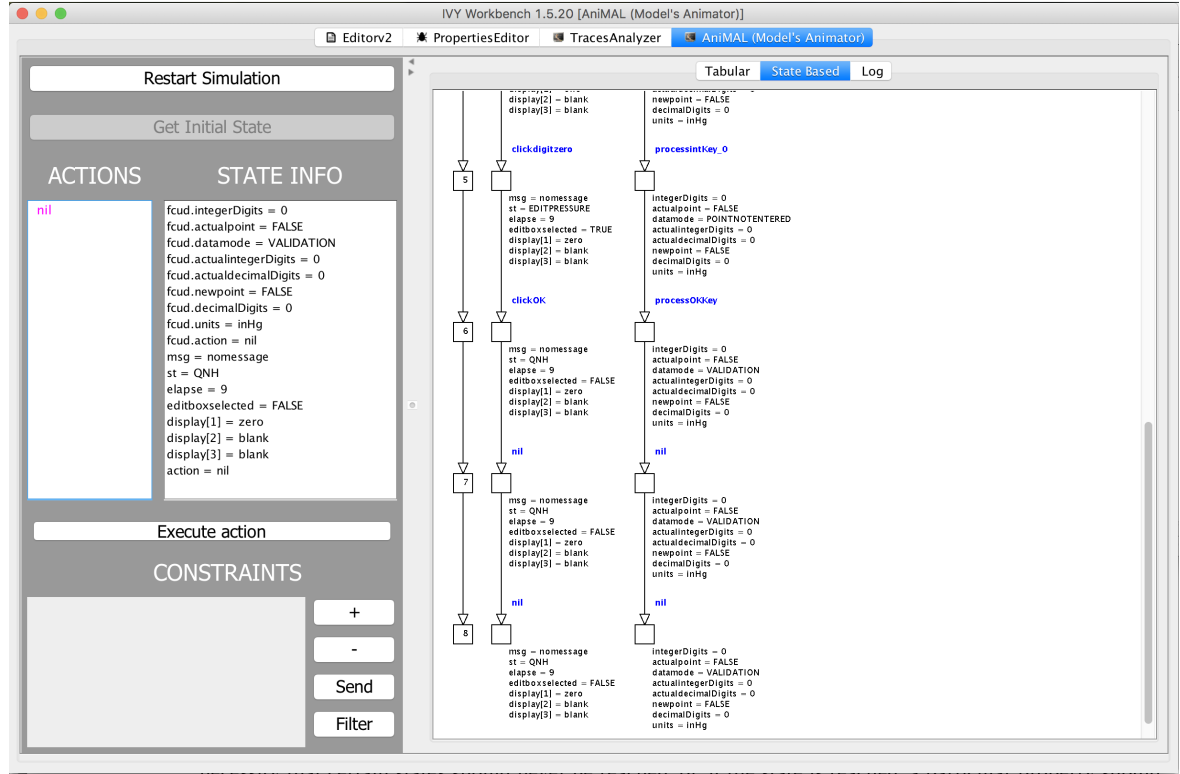 IVY Workbench 1.5.20 [AniMAL (Model's Animator)]
Editorv2 PropertiesEditor TracesAnalyzer AniMAL (Model's Animator)
Restart Simulation
Get Initial State
ACTIONS STATE INFO
nil
fcud.integerDigits = 0
fcud.actualpoint = FALSE
fcud.datamode = VALIDATION
fcud.actualintegerDigits = 0
fcud.actualdecimalDigits = 0
fcud.newpoint = FALSE
fcud.decimalDigits = 0
fcud.units = inHg
fcud.action = nil
msg = nomessage
st = QNH
elapse = 9
editboxselected = FALSE
display[1] = zero
display[2] = blank
display[3] = blank
action = nil
Execute action
CONSTRAINTS
+
-
Send
Filter
Tabular State Based Log
display[2] = blank
display[3] = blank
newpoint = FALSE
decimalDigits = 0
units = inHg
clickdigitzero
processintKey_0
5
msg = nomessage
st = EDITPRESSURE
elapse = 9
editboxselected = TRUE
display[1] = zero
display[2] = blank
display[3] = blank
integerDigits = 0
actualpoint = FALSE
datamode = POINTNOTENTERED
actualintegerDigits = 0
actualdecimalDigits = 0
newpoint = FALSE
decimalDigits = 0
units = inHg
clickOK
processOKKey
6
msg = nomessage
st = QNH
elapse = 9
editboxselected = FALSE
display[1] = zero
display[2] = blank
display[3] = blank
integerDigits = 0
actualpoint = FALSE
datamode = VALIDATION
actualintegerDigits = 0
actualdecimalDigits = 0
newpoint = FALSE
decimalDigits = 0
units = inHg
nil
nil
7
msg = nomessage
st = QNH
elapse = 9
editboxselected = FALSE
display[1] = zero
display[2] = blank
display[3] = blank
integerDigits = 0
actualpoint = FALSE
datamode = VALIDATION
actualintegerDigits = 0
actualdecimalDigits = 0
newpoint = FALSE
decimalDigits = 0
units = inHg
nil
nil
8
msg = nomessage
st = QNH
elapse = 9
editboxselected = FALSE
display[1] = zero
display[2] = blank
display[3] = blank
integerDigits = 0
actualpoint = FALSE
datamode = VALIDATION
actualintegerDigits = 0
actualdecimalDigits = 0
newpoint = FALSE
decimalDigits = 0
units = inHg